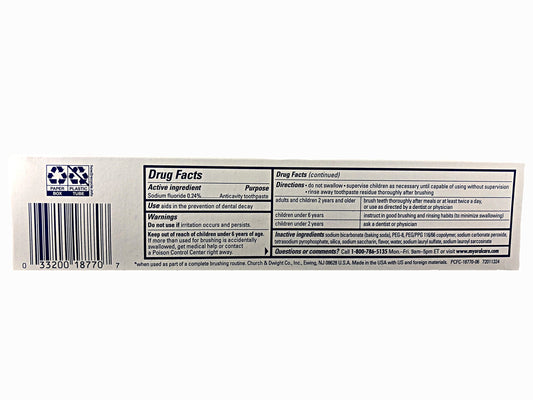 PAPER BOX
PLASTIC TUBE
0 33200 18770 7
Drug Facts
Active ingredient Purpose
Sodium fluoride 0.24% Anticavity toothpaste
Use aids in the prevention of dental decay
Warnings
Do not use if irritation occurs and persists.
Keep out of reach of children under 6 years of age.
If more than used for brushing is accidentally
swallowed, get medical help or contact
a Poison Control Center right away.
Drug Facts (continued)
Directions • do not swallow • supervise children as necessary until capable of using without supervision
• rinse away toothpaste residue thoroughly after brushing
adults and children 2 years and older brush teeth thoroughly after meals or at least twice a day,
or use as directed by a dentist or physician
children under 6 years instruct in good brushing and rinsing habits (to minimize swallowing)
children under 2 years ask a dentist or physician
Inactive ingredients sodium bicarbonate (baking soda), PEG-8, PEG/PPG 116/66 copolymer, sodium carbonate peroxide,
tetrasodium pyrophosphate, silica, sodium saccharin, flavor, water, sodium lauryl sulfate, sodium lauroyl sarcosinate
Questions or comments? Call 1-800-786-5135 Mon.-Fri. 9am-5pm ET or visit www.myoralcare.com
*when used as part of a complete brushing routine. Church & Dwight Co., Inc., Ewing, NJ 08628 U.S.A. Made in the USA with US and foreign materials. PCFC-18770-06 72011334